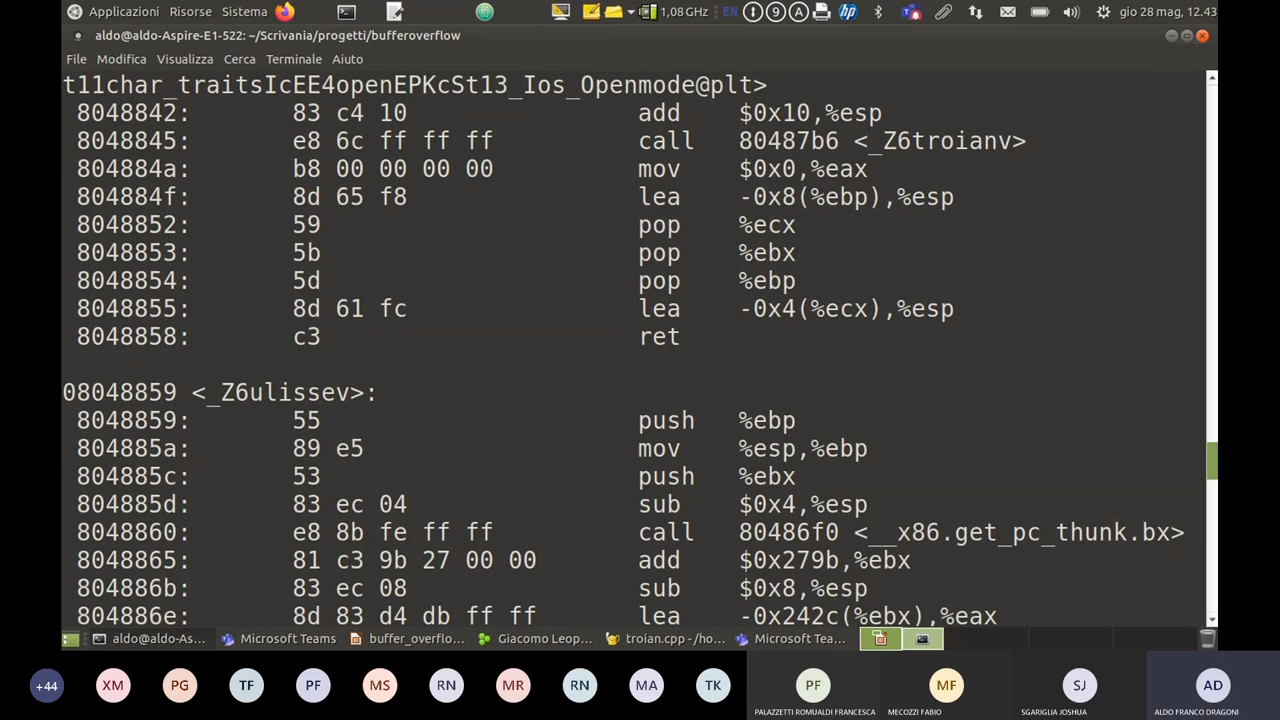 Applicazioni Risorse Sistema 1,08GHz EN 9 A hp gio 28 mag, 12.43
aldo@aldo-Aspire-E1-522: ~/Scrivania/progetti/bufferoverflow
File Modifica Visualizza Cerca Terminale Aiuto
t11char_traitsIcEE4openEPKcSt13_Ios_Openmode@plt>
8048842: 83 c4 10 add $0x10,%esp
8048845: e8 6c ff ff ff call 80487b6 <_Z6troianv>
804884a: b8 00 00 00 00 mov $0x0,%eax
804884f: 8d 65 f8 lea -0x8(%ebp),%esp
8048852: 59 pop %ecx
8048853: 5b pop %ebx
8048854: 5d pop %ebp
8048855: 8d 61 fc lea -0x4(%ecx),%esp
8048858: c3 ret
08048859 <_Z6ulissev>:
8048859: 55 push %ebp
804885a: 89 e5 mov %esp,%ebp
804885c: 53 push %ebx
804885d: 83 ec 04 sub $0x4,%esp
8048860: e8 8b fe ff ff call 80486f0 <__x86.get_pc_thunk.bx>
8048865: 81 c3 9b 27 00 00 add $0x279b,%ebx
804886b: 83 ec 08 sub $0x8,%esp
804886e: 8d 83 d4 db ff ff lea -0x242c(%ebx),%eax
aldo@aldo-As... Microsoft Teams buffer_overflo... Giacomo Leop... troian.cpp -/ho... Microsoft Tea...
+44 XM PG TF PF MS RN MR RN MA TK PF MF SJ AD
PALAZZETTI ROMUALDI FRANCESCA MECOZZI FABIO SGARIGLIA JOSHUA ALDO FRANCO DRAGONI